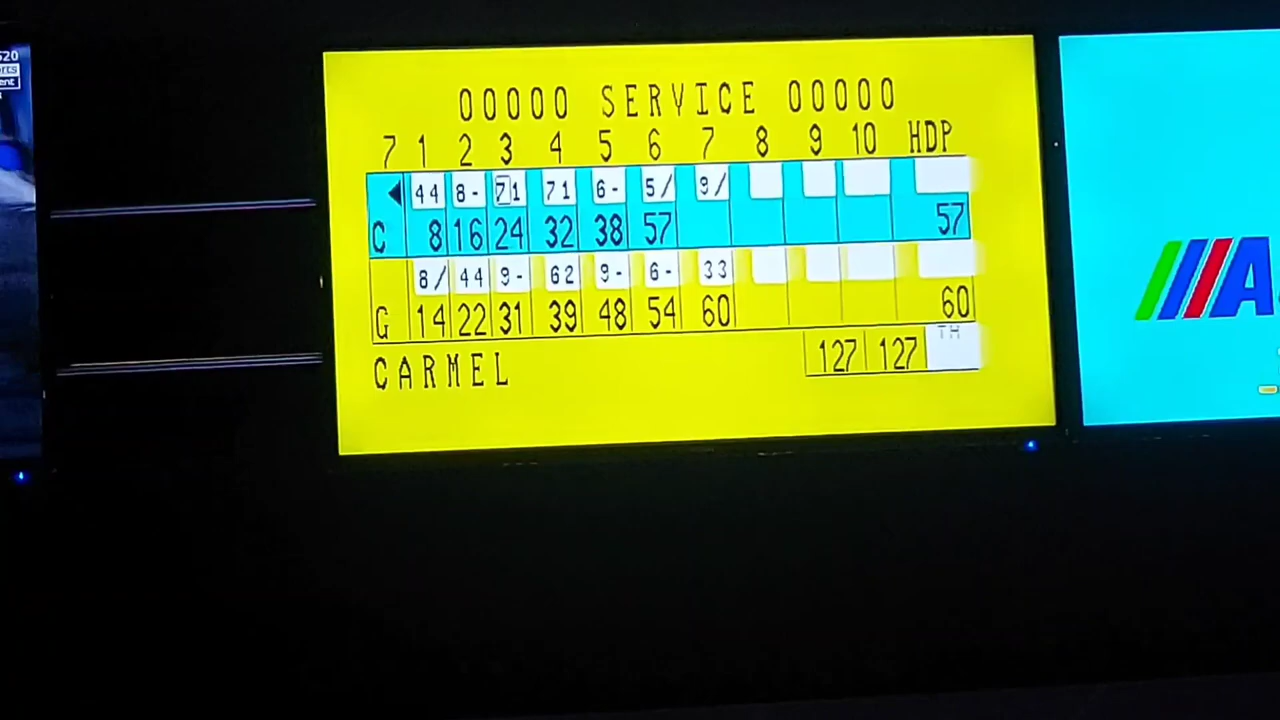 520
00000 SERVICE 00000
7 1 2 3 4 5 6 7 8 9 10 HDP
44 8- 71 71 6- 5/ 9/
C 8 16 24 32 38 57 57
8/ 44 9- 62 9- 6- 33
G 14 22 31 39 48 54 60 60
TH
CARMEL 127 127